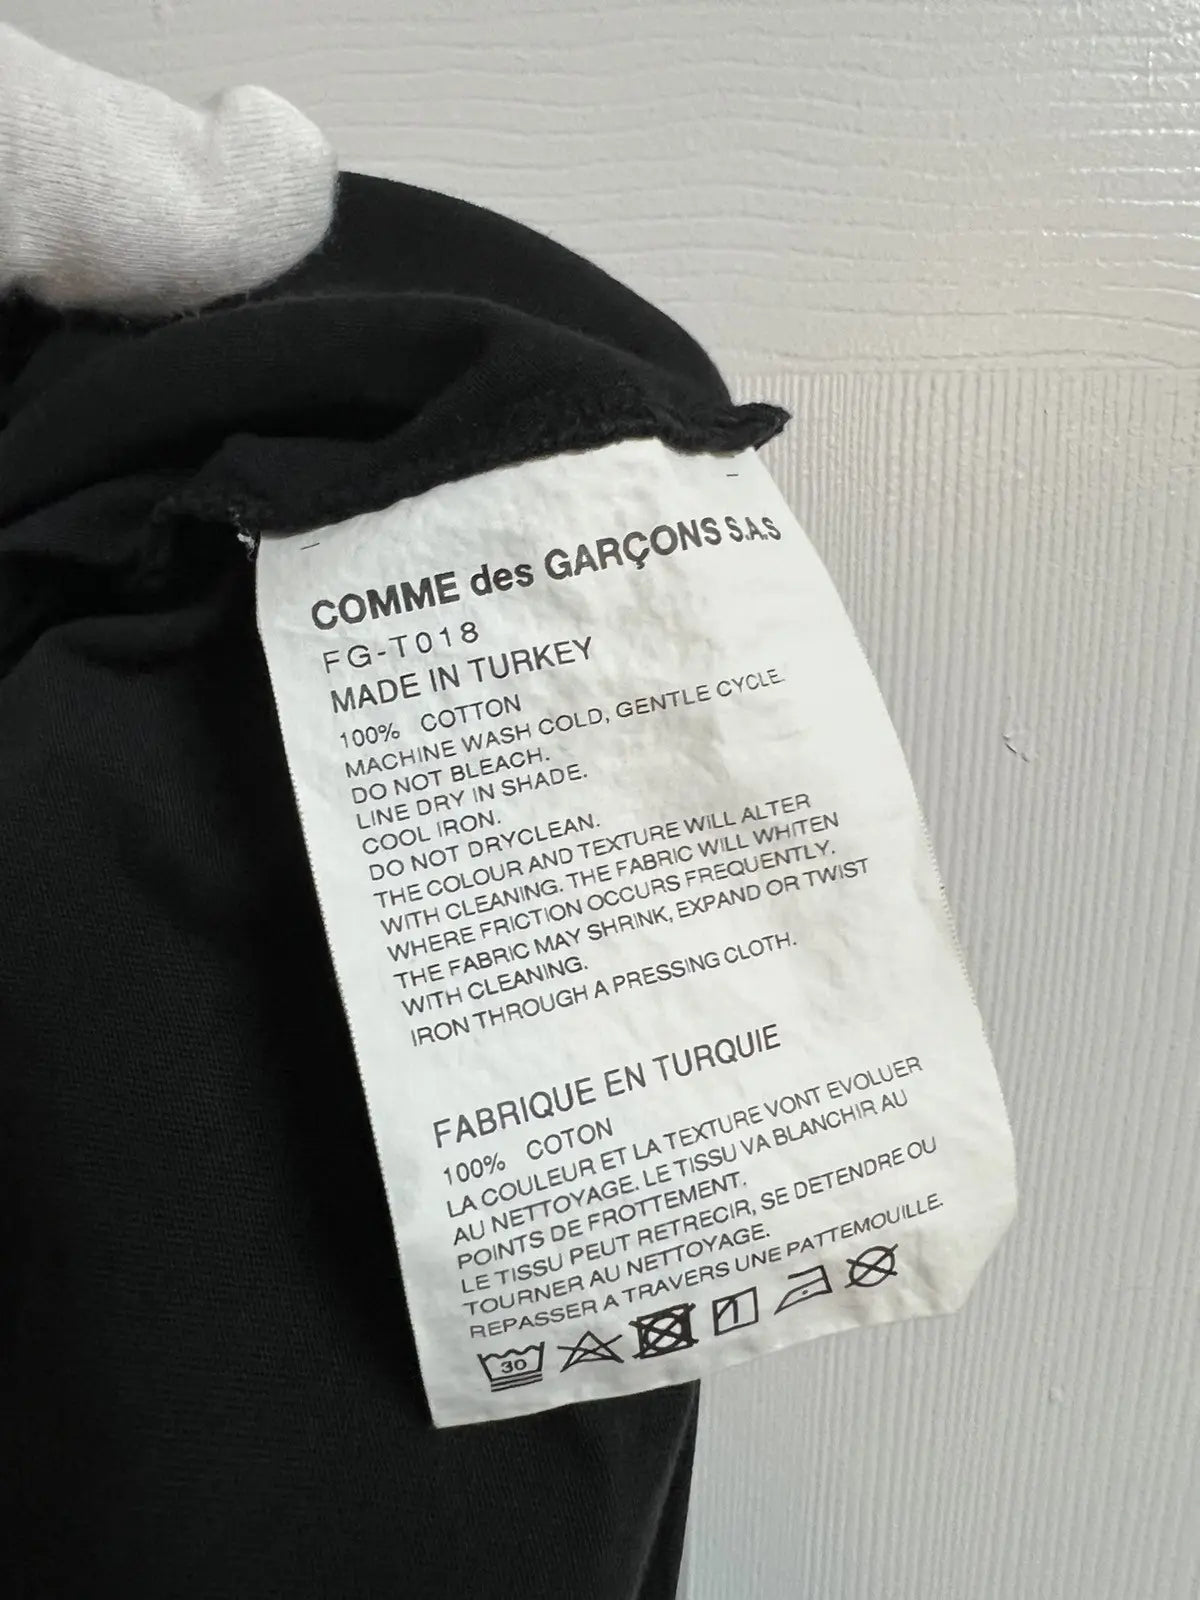 COMME des GARÇONS S.A.S
FG-T018
MADE IN TURKEY
100% COTTON
MACHINE WASH COLD, GENTLE CYCLE.
DO NOT BLEACH.
LINE DRY IN SHADE.
COOL IRON.
DO NOT DRYCLEAN.
THE COLOUR AND TEXTURE WILL ALTER
WITH CLEANING. THE FABRIC WILL WHITEN
WHERE FRICTION OCCURS FREQUENTLY.
THE FABRIC MAY SHRINK, EXPAND OR TWIST
WITH CLEANING.
IRON THROUGH A PRESSING CLOTH.
FABRIQUE EN TURQUIE
100% COTON
LA COULEUR ET LA TEXTURE VONT EVOLUER
AU NETTOYAGE. LE TISSU VA BLANCHIR AU
POINTS DE FROTTEMENT.
LE TISSU PEUT RETRECIR, SE DETENDRE OU
TOURNER AU NETTOYAGE.
REPASSER A TRAVERS UNE PATTEMOUILLE.
30